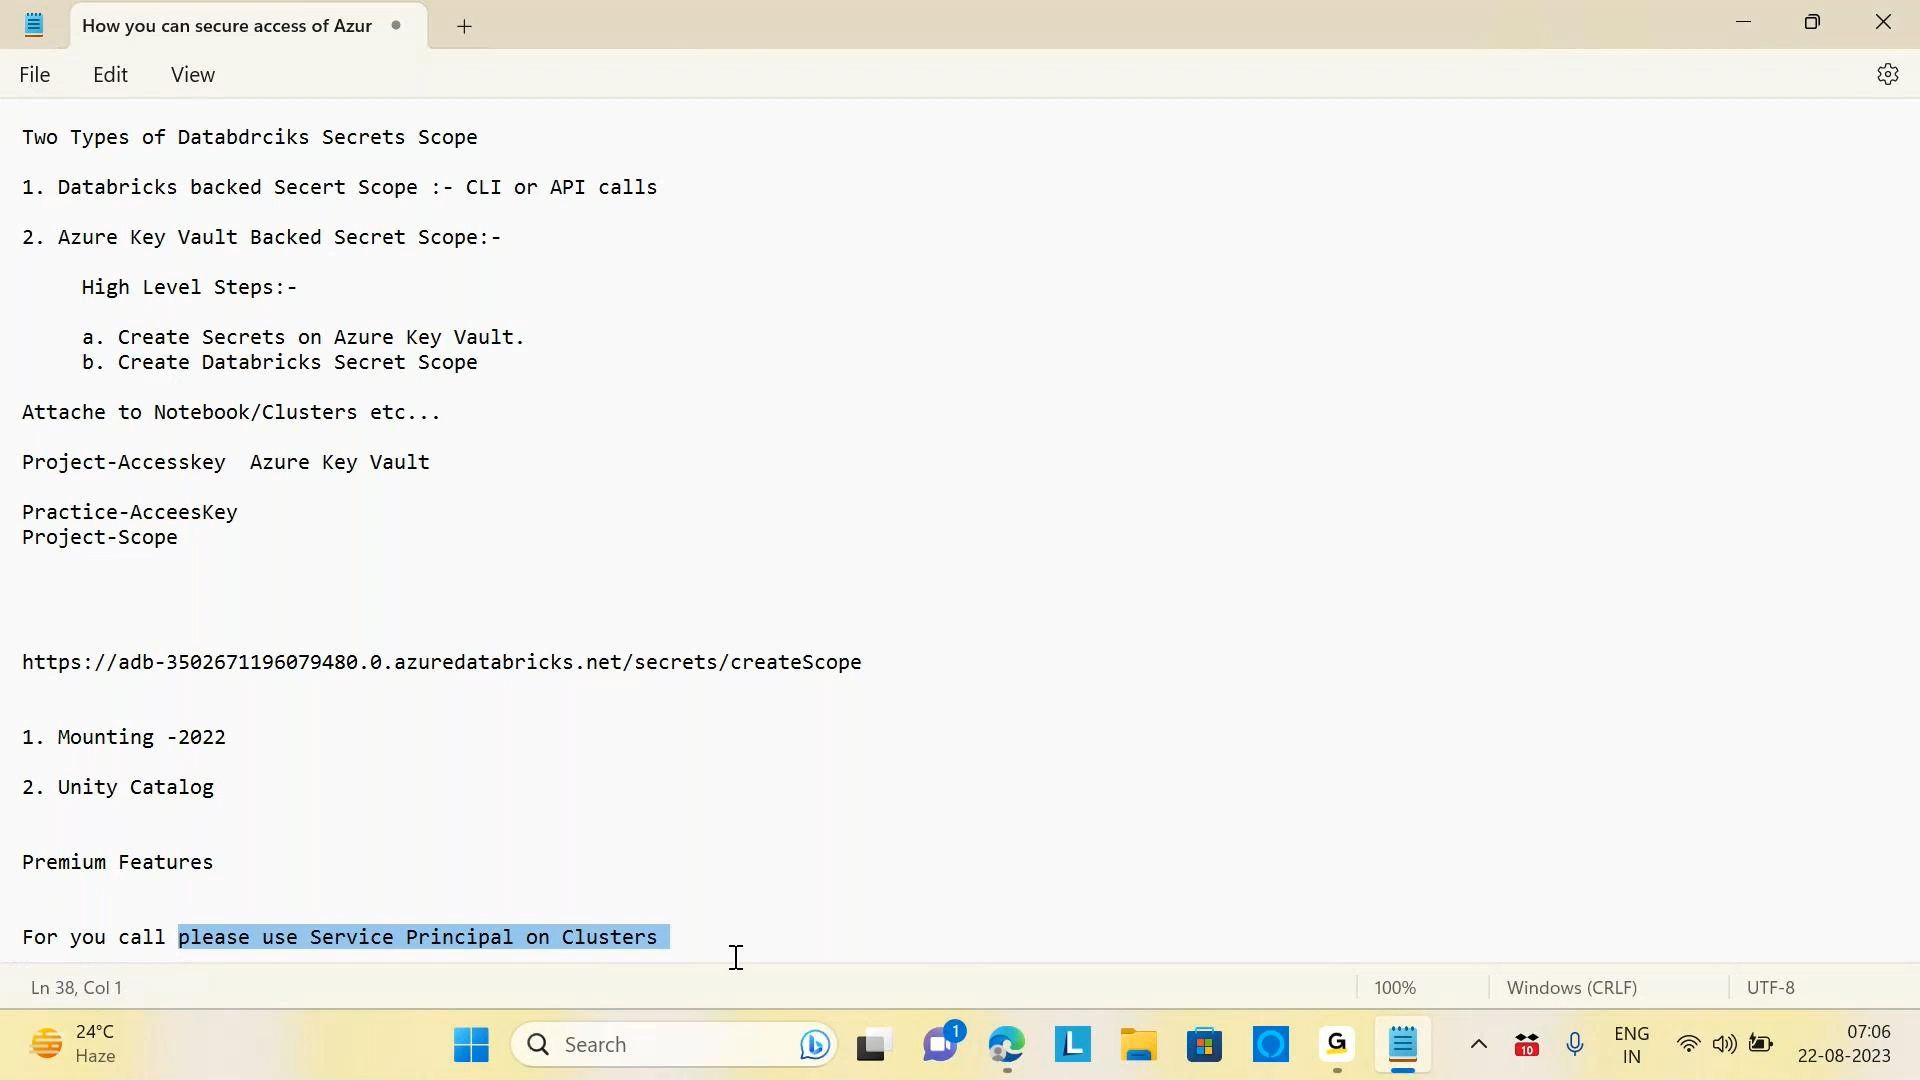 How you can secure access of Azur
File Edit View
Two Types of Databdrciks Secrets Scope
1. Databricks backed Secert Scope :- CLI or API calls
2. Azure Key Vault Backed Secret Scope:-
High Level Steps:-
a. Create Secrets on Azure Key Vault.
b. Create Databricks Secret Scope
Attache to Notebook/Clusters etc...
Project-Accesskey  Azure Key Vault
Practice-AcceesKey
Project-Scope
https://adb-3502671196079480.0.azuredatabricks.net/secrets/createScope
1. Mounting -2022
2. Unity Catalog
Premium Features
For you call please use Service Principal on Clusters
Ln 38, Col 1 100% Windows (CRLF) UTF-8
24°C
Haze
Search
1
L
G
10
ENG
IN
07:06
22-08-2023